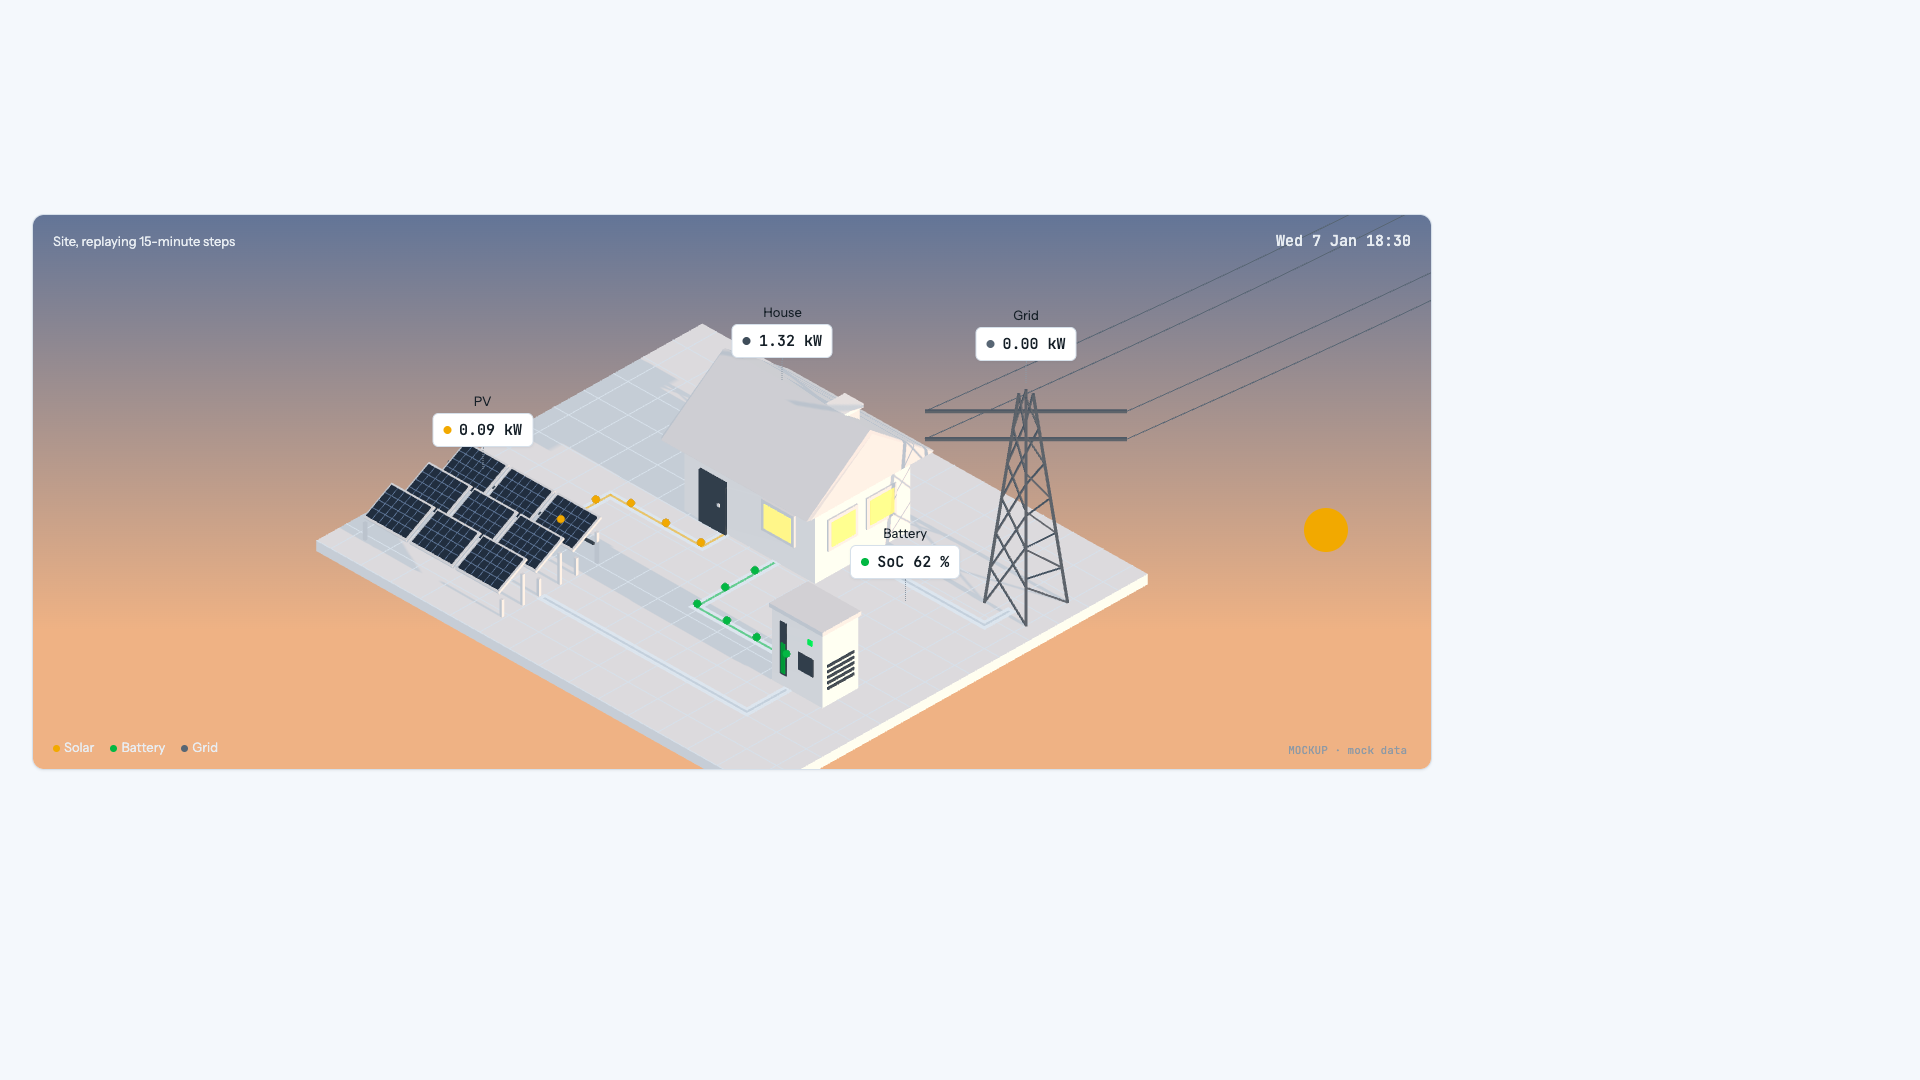 Site, replaying 15-minute steps
Wed 7 Jan 18:30
House
1.32 kW
Grid
0.00 kW
PV
0.09 kW
Battery
SoC 62 %
Solar
Battery
Grid
MOCKUP · mock data